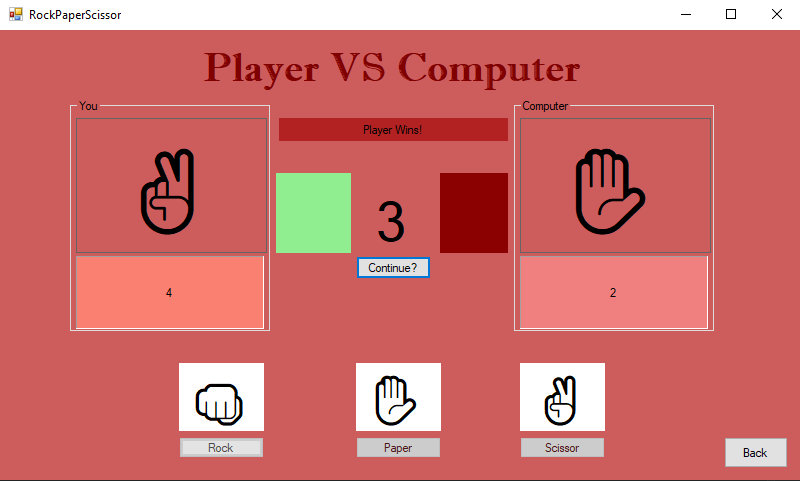 RockPaperScissor
Player VS Computer
You
Computer
Player Wins!
3
Continue?
4
2
Rock
Paper
Scissor
Back